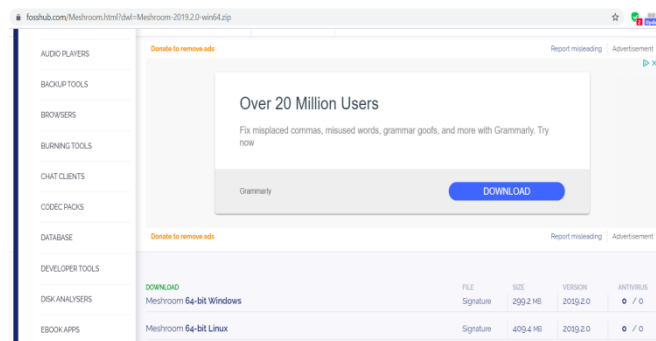 fosshub.com/Meshroom.html?dwl=Meshroom-2019.2.0-win64.zip
AUDIO PLAYERS
BACKUP TOOLS
BROWSERS
BURNING TOOLS
CHAT CLIENTS
CODEC PACKS
DATABASE
DEVELOPER TOOLS
DISK ANALYSERS
EBOOK APPS
Donate to remove ads
Report misleading Advertisement
Over 20 Million Users
Fix misplaced commas, misused words, grammar goofs, and more with Grammarly. Try
now
Grammarly DOWNLOAD
Donate to remove ads
Report misleading Advertisement
DOWNLOAD FILE SIZE VERSION ANTIVIRUS
Meshroom 64-bit Windows Signature 299.2 MB 2019.2.0 0 / 0
Meshroom 64-bit Linux Signature 409.4 MB 2019.2.0 0 / 0